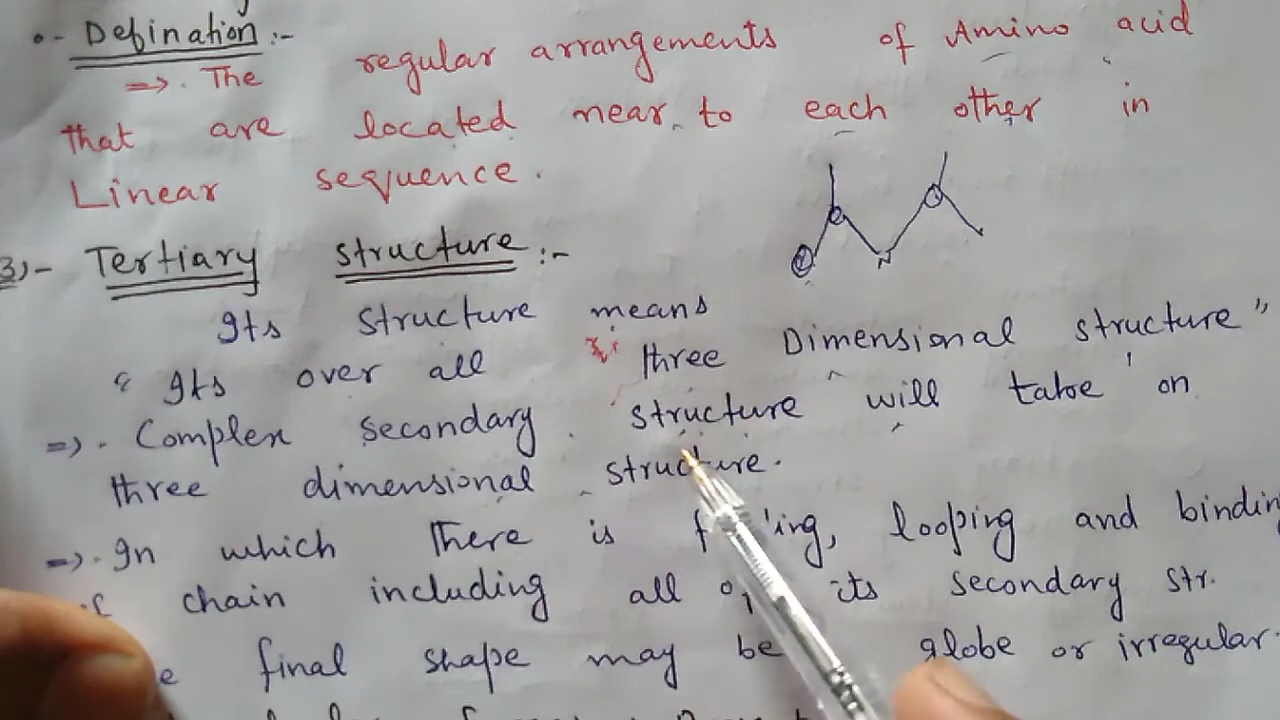 •- Defination :-
=>. The regular arrangements of Amino acid
that are located near to each other in
Linear sequence.
3)- Tertiary structure :-
Its structure means
" Its over all three Dimensional structure "
=>. Complex secondary structure will take on
three dimensional structure.
=>. In which there is looping and bindin
chain including all its secondary str.
final shape may be globe or irregular